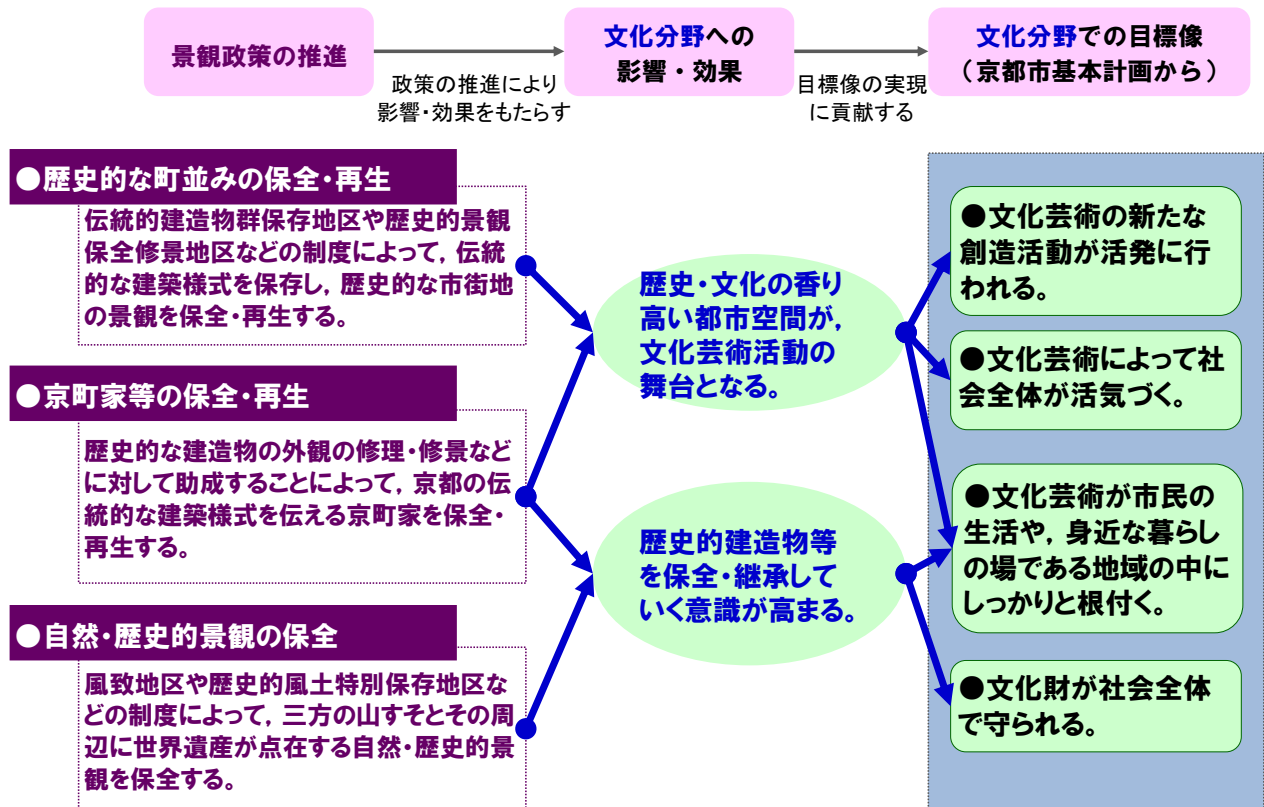 景観政策の推進
政策の推進により
影響・効果をもたらす
文化分野への
影響・効果
目標像の実現
に貢献する
文化分野での目標像
(京都市基本計画から)
●歴史的な町並みの保全・再生
伝統的建造物群保存地区や歴史的景観
保全修景地区などの制度によって，伝統
的な建築様式を保存し，歴史的な市街地
の景観を保全・再生する。
●京町家等の保全・再生
歴史的な建造物の外観の修理・修景など
に対して助成することによって，京都の伝
統的な建築様式を伝える京町家を保全・
再生する。
●自然・歴史的景観の保全
風致地区や歴史的風土特別保存地区な
どの制度によって，三方の山すそとその周
辺に世界遺産が点在する自然・歴史的景
観を保全する。
歴史・文化の香り
高い都市空間が，
文化芸術活動の
舞台となる。
歴史的建造物等
を保全・継承して
いく意識が高まる。
●文化芸術の新たな
創造活動が活発に行
われる。
●文化芸術によって社
会全体が活気づく。
●文化芸術が市民の
生活や，身近な暮らし
の場である地域の中に
しっかりと根付く。
●文化財が社会全体
で守られる。